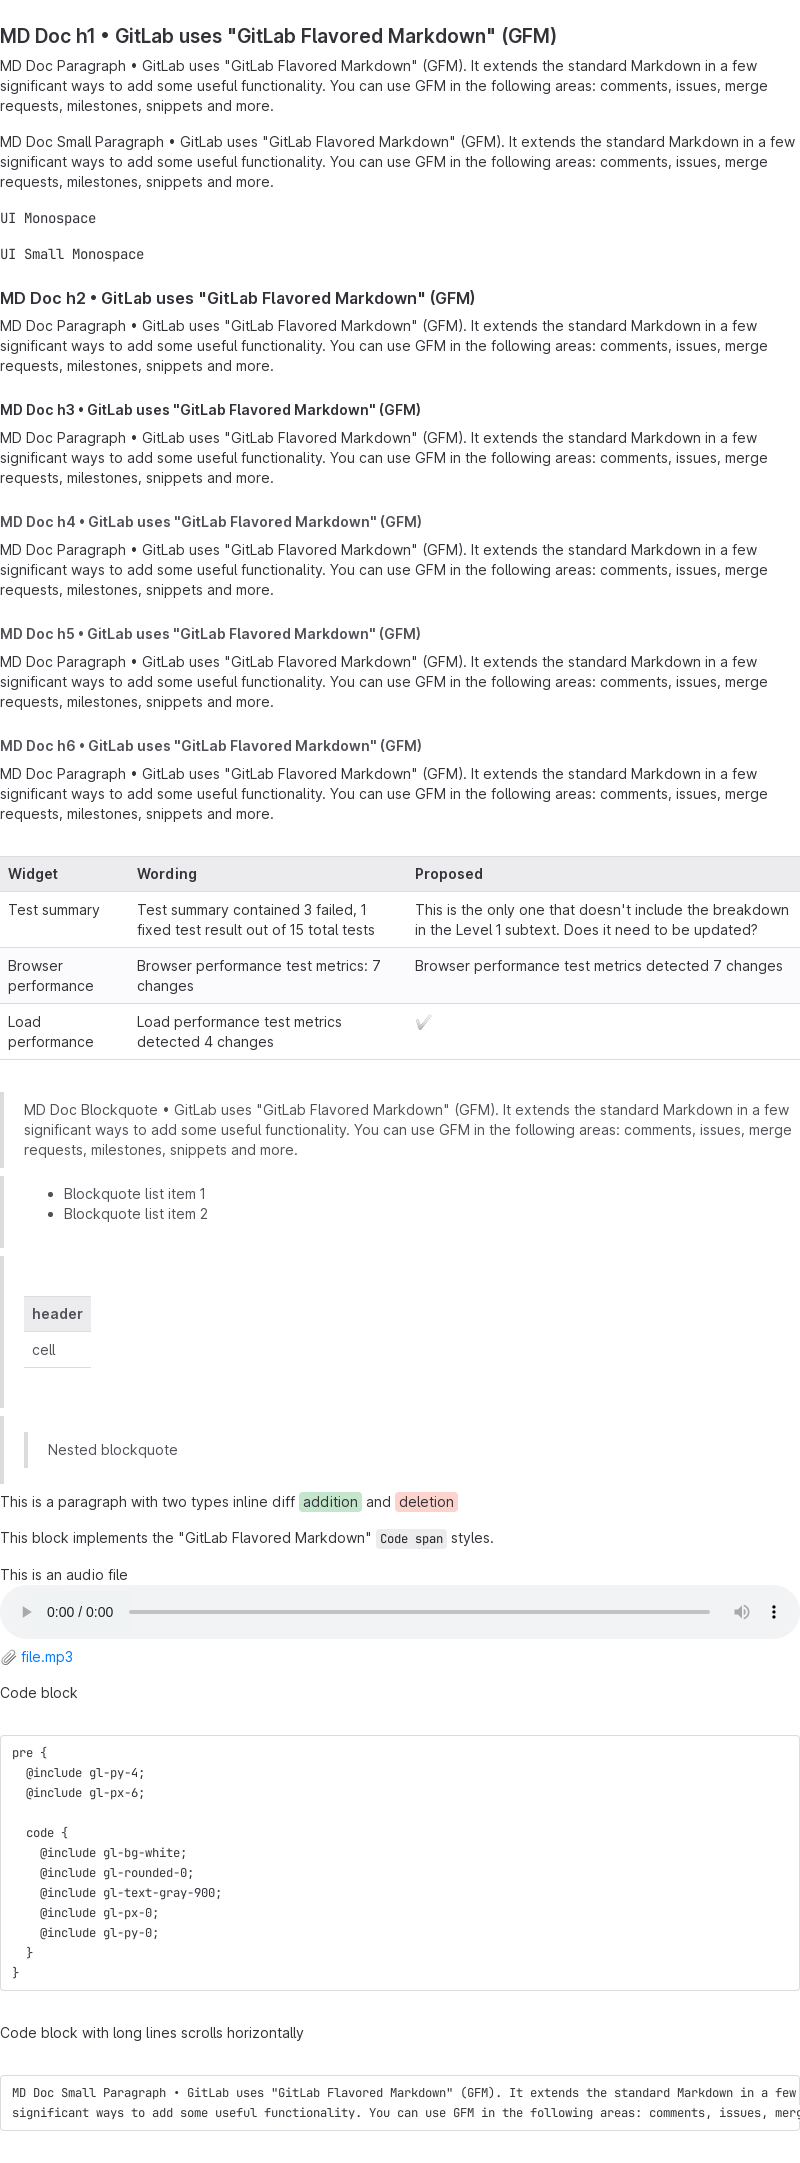 MD Doc h1 • GitLab uses "GitLab Flavored Markdown" (GFM)
MD Doc Paragraph • GitLab uses "GitLab Flavored Markdown" (GFM). It extends the standard Markdown in a few
significant ways to add some useful functionality. You can use GFM in the following areas: comments, issues, merge
requests, milestones, snippets and more.
MD Doc Small Paragraph • GitLab uses "GitLab Flavored Markdown" (GFM). It extends the standard Markdown in a few
significant ways to add some useful functionality. You can use GFM in the following areas: comments, issues, merge
requests, milestones, snippets and more.
UI Monospace
UI Small Monospace
MD Doc h2 • GitLab uses "GitLab Flavored Markdown" (GFM)
MD Doc Paragraph • GitLab uses "GitLab Flavored Markdown" (GFM). It extends the standard Markdown in a few
significant ways to add some useful functionality. You can use GFM in the following areas: comments, issues, merge
requests, milestones, snippets and more.
MD Doc h3 • GitLab uses "GitLab Flavored Markdown" (GFM)
MD Doc Paragraph • GitLab uses "GitLab Flavored Markdown" (GFM). It extends the standard Markdown in a few
significant ways to add some useful functionality. You can use GFM in the following areas: comments, issues, merge
requests, milestones, snippets and more.
MD Doc h4 • GitLab uses "GitLab Flavored Markdown" (GFM)
MD Doc Paragraph • GitLab uses "GitLab Flavored Markdown" (GFM). It extends the standard Markdown in a few
significant ways to add some useful functionality. You can use GFM in the following areas: comments, issues, merge
requests, milestones, snippets and more.
MD Doc h5 • GitLab uses "GitLab Flavored Markdown" (GFM)
MD Doc Paragraph • GitLab uses "GitLab Flavored Markdown" (GFM). It extends the standard Markdown in a few
significant ways to add some useful functionality. You can use GFM in the following areas: comments, issues, merge
requests, milestones, snippets and more.
MD Doc h6 • GitLab uses "GitLab Flavored Markdown" (GFM)
MD Doc Paragraph • GitLab uses "GitLab Flavored Markdown" (GFM). It extends the standard Markdown in a few
significant ways to add some useful functionality. You can use GFM in the following areas: comments, issues, merge
requests, milestones, snippets and more.
Widget Wording Proposed
Test summary Test summary contained 3 failed, 1 This is the only one that doesn't include the breakdown
fixed test result out of 15 total tests in the Level 1 subtext. Does it need to be updated?
Browser Browser performance test metrics: 7 Browser performance test metrics detected 7 changes
performance changes
Load Load performance test metrics ✔
performance detected 4 changes
MD Doc Blockquote • GitLab uses "GitLab Flavored Markdown" (GFM). It extends the standard Markdown in a few
significant ways to add some useful functionality. You can use GFM in the following areas: comments, issues, merge
requests, milestones, snippets and more.
• Blockquote list item 1
• Blockquote list item 2
header
cell
Nested blockquote
This is a paragraph with two types inline diff addition and deletion
This block implements the "GitLab Flavored Markdown" Code span styles.
This is an audio file
0:00 / 0:00
file.mp3
Code block
pre {
  @include gl-py-4;
  @include gl-px-6;
  code {
    @include gl-bg-white;
    @include gl-rounded-0;
    @include gl-text-gray-900;
    @include gl-px-0;
    @include gl-py-0;
  }
}
Code block with long lines scrolls horizontally
MD Doc Small Paragraph • GitLab uses "GitLab Flavored Markdown" (GFM). It extends the standard Markdown in a few
significant ways to add some useful functionality. You can use GFM in the following areas: comments, issues, merg